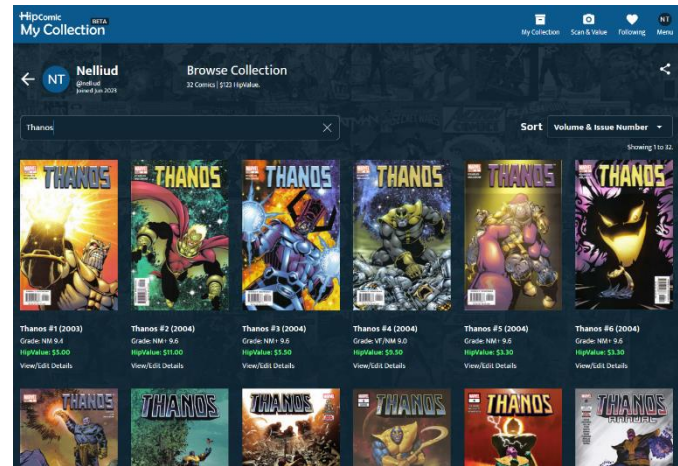 HipComic
BETA
My Collection
My Collection
Scan & Value
Following
NT
Menu
NT
Nelliud
@nelliud
Joined Jun 2023
Browse Collection
32 Comics | $123 HipValue.
Thanos
Sort
Volume & Issue Number
Showing 1 to 32.
THANOS
THANOS
THANOS
THANOS
THANOS
THANOS
Thanos #1 (2003)
Grade: NM 9.4
HipValue: $5.00
View/Edit Details
Thanos #2 (2004)
Grade: NM+ 9.6
HipValue: $11.00
View/Edit Details
Thanos #3 (2004)
Grade: NM+ 9.6
HipValue: $5.50
View/Edit Details
Thanos #4 (2004)
Grade: VF/NM 9.0
HipValue: $9.50
View/Edit Details
Thanos #5 (2004)
Grade: NM+ 9.6
HipValue: $3.30
View/Edit Details
Thanos #6 (2004)
Grade: NM+ 9.6
HipValue: $3.30
View/Edit Details
THANOS
THANOS
THANOS
THANOS
THANOS
THANOS
ANNUAL